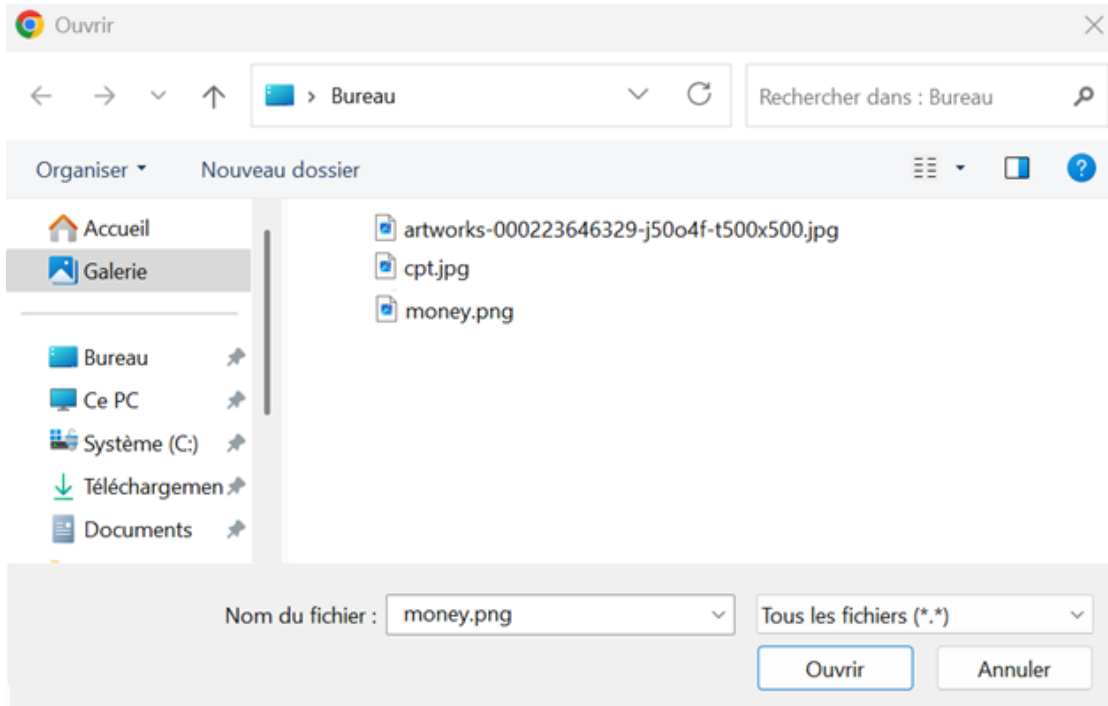 Ouvrir
Bureau
Rechercher dans : Bureau
Organiser
Nouveau dossier
?
Accueil
Galerie
Bureau
Ce PC
Système (C:)
Téléchargemen
Documents
artworks-000223646329-j50o4f-t500x500.jpg
cpt.jpg
money.png
Nom du fichier :
money.png
Tous les fichiers (*.*)
Ouvrir
Annuler